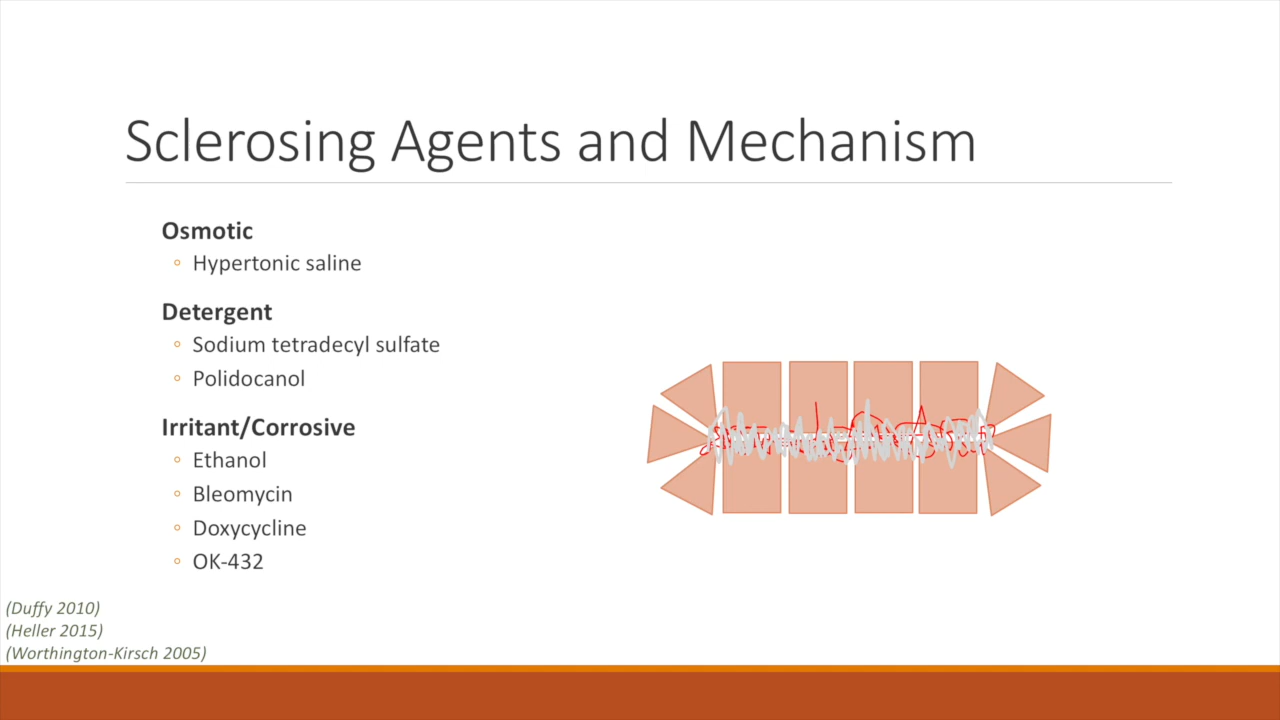 Sclerosing Agents and Mechanism
Osmotic
Hypertonic saline
Detergent
Sodium tetradecyl sulfate
Polidocanol
Irritant/Corrosive
Ethanol
Bleomycin
Doxycycline
OK-432
(Duffy 2010)
(Heller 2015)
(Worthington-Kirsch 2005)